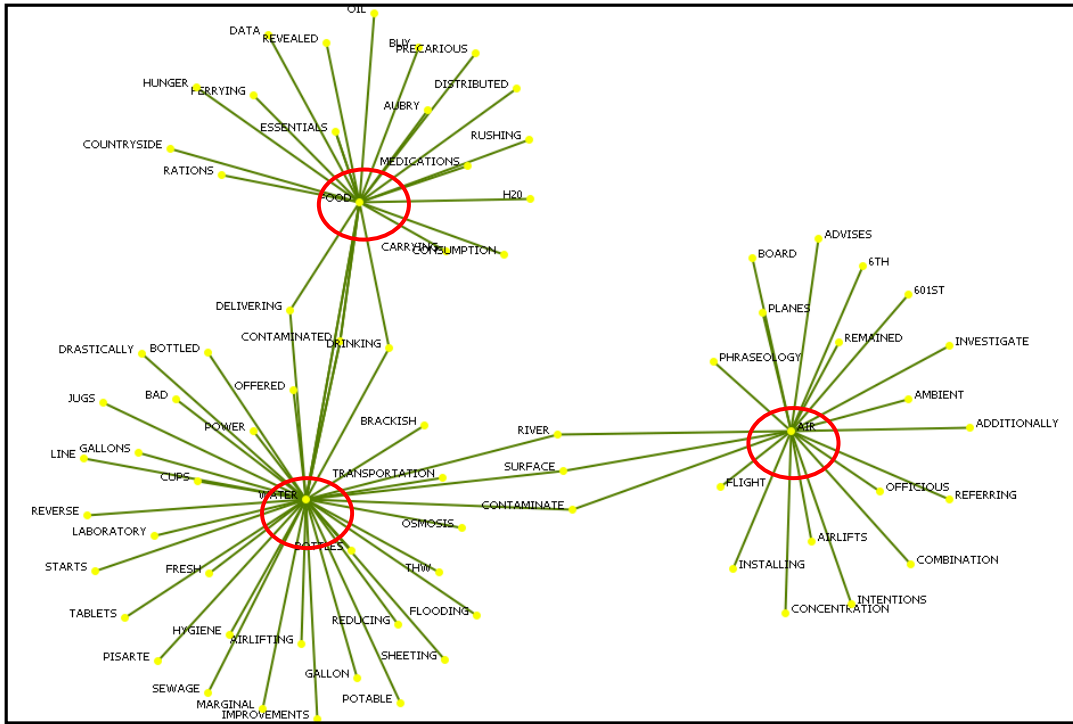 OIL
DATA
REVEALED
BUY
PRECARIOUS
HUNGER
FERRYING
DISTRIBUTED
AUBRY
ESSENTIALS
RUSHING
COUNTRYSIDE
MEDICATIONS
RATIONS
FOOD
H20
CARRYING
CONSUMPTION
ADVISES
BOARD
6TH
601ST
DELIVERING
PLANES
CONTAMINATED
DRINKING
REMAINED
INVESTIGATE
DRASTICALLY
BOTTLED
PHRASEOLOGY
OFFERED
JUGS
BAD
AMBIENT
POWER
BRACKISH
RIVER
AIR
ADDITIONALLY
LINE
GALLONS
CUPS
TRANSPORTATION
SURFACE
FLIGHT
OFFICIOUS
REFERRING
WATER
CONTAMINATE
REVERSE
LABORATORY
OSMOSIS
BOTTLES
AIRLIFTS
STARTS
FRESH
THW
INSTALLING
COMBINATION
TABLETS
FLOODING
CONCENTRATION
INTENTIONS
HYGIENE
AIRLIFTING
REDUCING
PISARTE
SHEETING
SEWAGE
GALLON
MARGINAL
POTABLE
IMPROVEMENTS